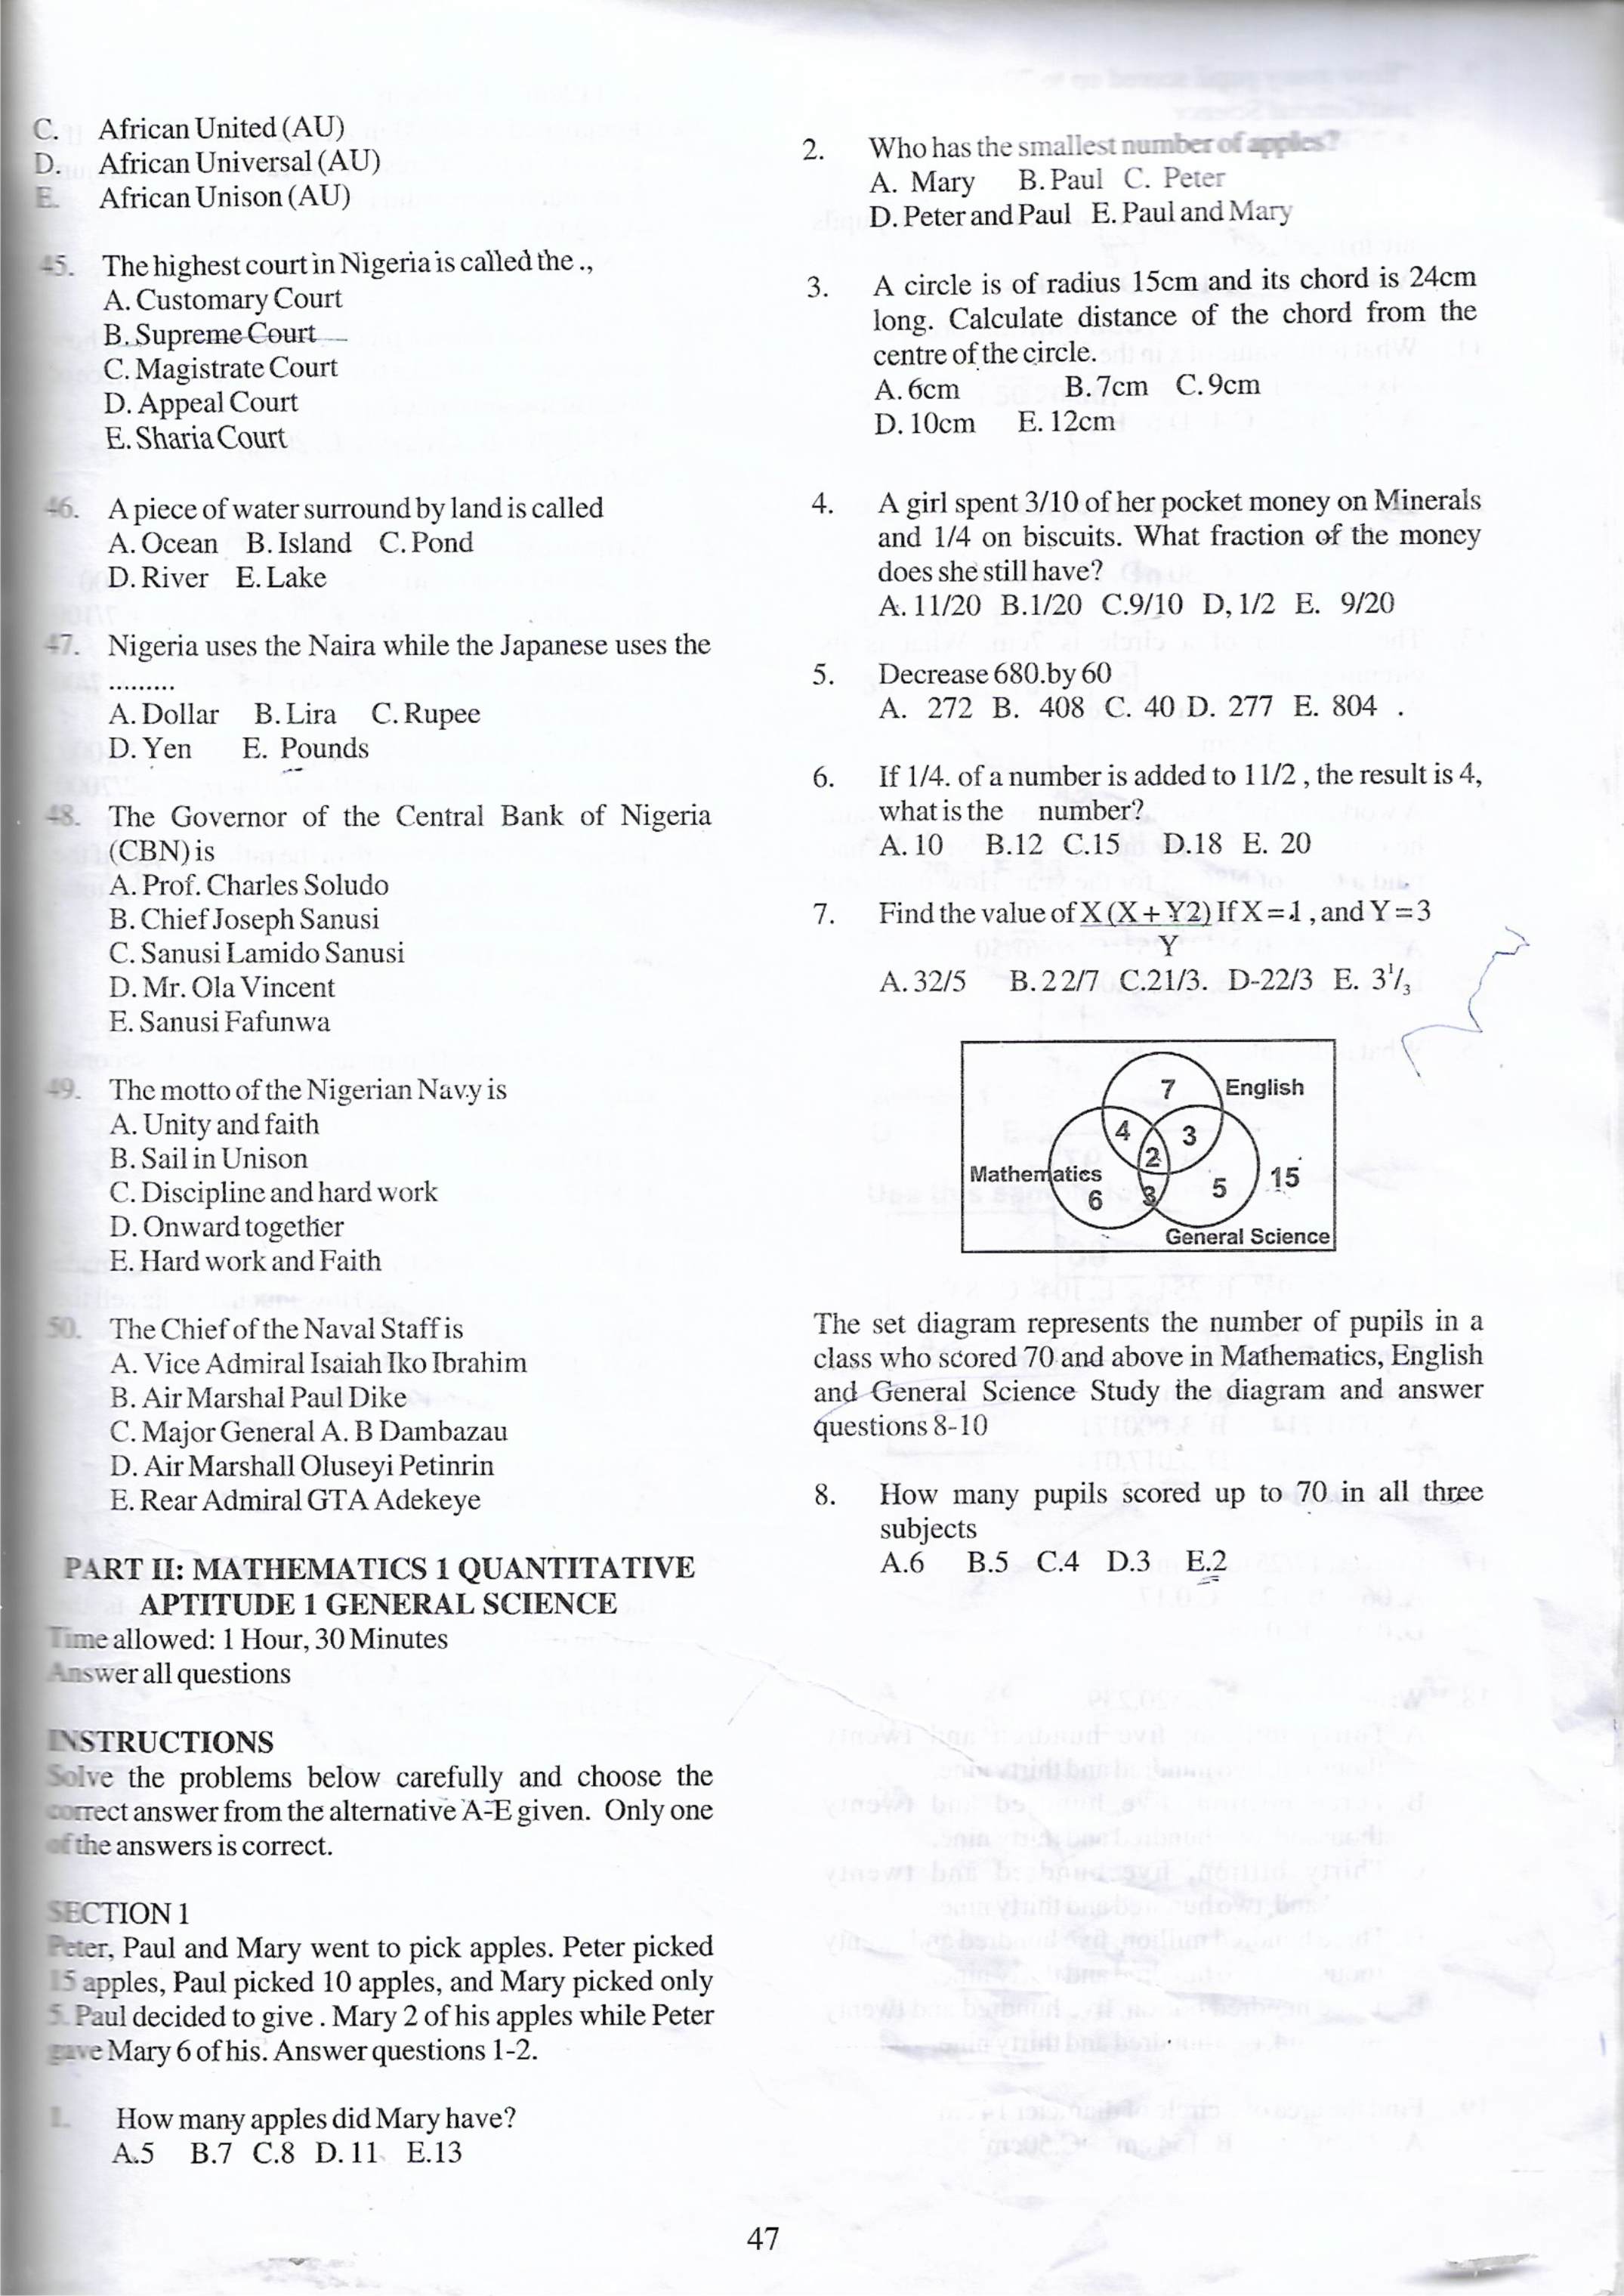 C. African United (AU)
D. African Universal (AU)
E. African Unison (AU)
45. The highest court in Nigeria is called the .,
A. Customary Court
B. Supreme Court
C. Magistrate Court
D. Appeal Court
E. Sharia Court
46. A piece of water surround by land is called
A. Ocean B. Island C. Pond
D. River E. Lake
47. Nigeria uses the Naira while the Japanese uses the
.........
A. Dollar B. Lira C. Rupee
D. Yen E. Pounds
48. The Governor of the Central Bank of Nigeria
(CBN) is
A. Prof. Charles Soludo
B. Chief Joseph Sanusi
C. Sanusi Lamido Sanusi
D. Mr. Ola Vincent
E. Sanusi Fafunwa
49. The motto of the Nigerian Navy is
A. Unity and faith
B. Sail in Unison
C. Discipline and hard work
D. Onward together
E. Hard work and Faith
50. The Chief of the Naval Staff is
A. Vice Admiral Isaiah Iko Ibrahim
B. Air Marshal Paul Dike
C. Major General A. B Dambazau
D. Air Marshall Oluseyi Petinrin
E. Rear Admiral GTA Adekeye
PART II: MATHEMATICS 1 QUANTITATIVE
APTITUDE 1 GENERAL SCIENCE
Time allowed: 1 Hour, 30 Minutes
Answer all questions
INSTRUCTIONS
Solve the problems below carefully and choose the
correct answer from the alternative A-E given. Only one
of the answers is correct.
SECTION 1
Peter, Paul and Mary went to pick apples. Peter picked
15 apples, Paul picked 10 apples, and Mary picked only
5. Paul decided to give . Mary 2 of his apples while Peter
gave Mary 6 of his. Answer questions 1-2.
1. How many apples did Mary have?
A.5 B.7 C.8 D. 11 E.13
2. Who has the smallest number of apples?
A. Mary B. Paul C. Peter
D. Peter and Paul E. Paul and Mary
3. A circle is of radius 15cm and its chord is 24cm
long. Calculate distance of the chord from the
centre of the circle.
A. 6cm B. 7cm C. 9cm
D. 10cm E. 12cm
4. A girl spent 3/10 of her pocket money on Minerals
and 1/4 on biscuits. What fraction of the money
does she still have?
A. 11/20 B.1/20 C.9/10 D, 1/2 E. 9/20
5. Decrease 680.by 60
A. 272 B. 408 C. 40 D. 277 E. 804 .
6. If 1/4. of a number is added to 11/2 , the result is 4,
what is the number?
A. 10 B.12 C.15 D.18 E. 20
7. Find the value of X (X + Y2) If X = 1 , and Y = 3
Y
A. 32/5 B. 22/7 C.21/3. D-22/3 E. 3¹/₃
7 English
4 3
2
Mathematics 15
6 3 5
General Science
The set diagram represents the number of pupils in a
class who scored 70 and above in Mathematics, English
and General Science Study the diagram and answer
questions 8-10
8. How many pupils scored up to 70 in all three
subjects
A.6 B.5 C.4 D.3 E.2
47